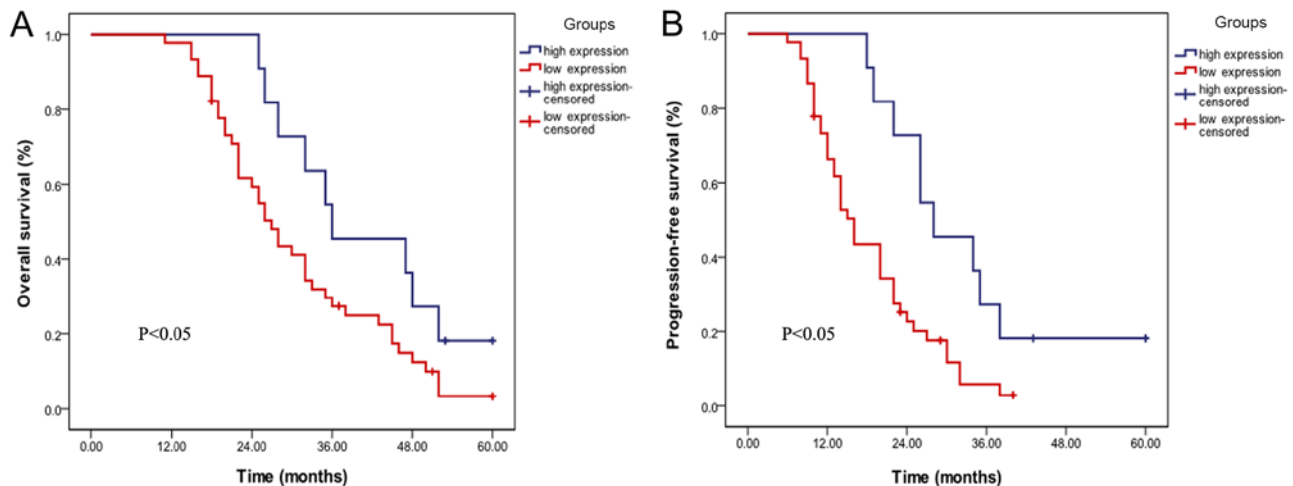 A
Groups
high expression
low expression
high expression-
censored
low expression-
censored
Overall survival (%)
1.0
0.8
0.6
0.4
0.2
0.0
P<0.05
0.00
12.00
24.00
36.00
48.00
60.00
Time (months)
B
Groups
high expression
low expression
high expression-
censored
low expression-
censored
Progression-free survival (%)
1.0
0.8
0.6
0.4
0.2
0.0
P<0.05
0.00
12.00
24.00
36.00
48.00
60.00
Time (months)